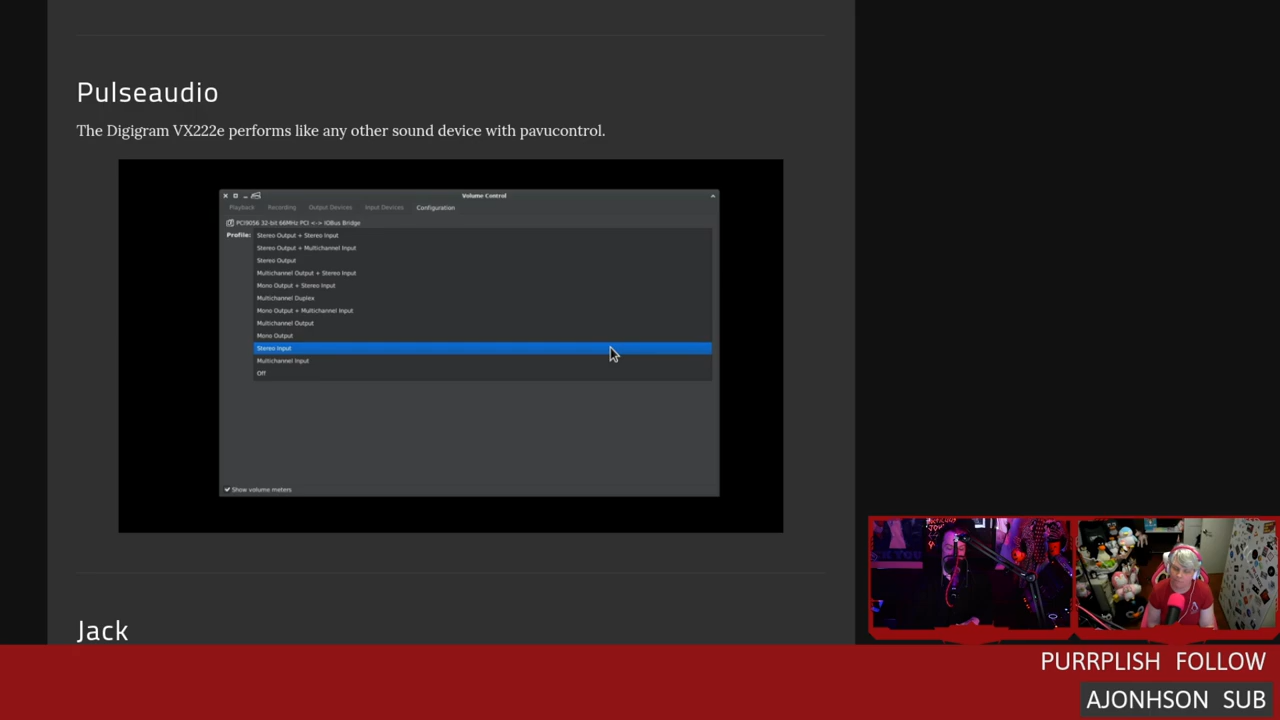 Pulseaudio
The Digigram VX222e performs like any other sound device with pavucontrol.
Volume Control
Playback Recording Output Devices Input Devices Configuration
PCI9056 32-bit 66MHz PCI <-> IOBus Bridge
Profile: Stereo Output + Stereo Input
Stereo Output + Multichannel Input
Stereo Output
Multichannel Output + Stereo Input
Mono Output + Stereo Input
Multichannel Duplex
Mono Output + Multichannel Input
Multichannel Output
Mono Output
Stereo Input
Multichannel Input
Off
Show volume meters
Jack
PURRPLISH FOLLOW
AJONHSON SUB